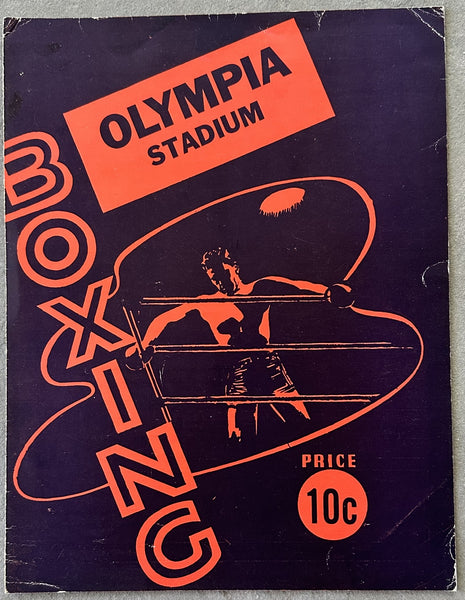 OLYMPIA
STADIUM
BOXING
PRICE
10c